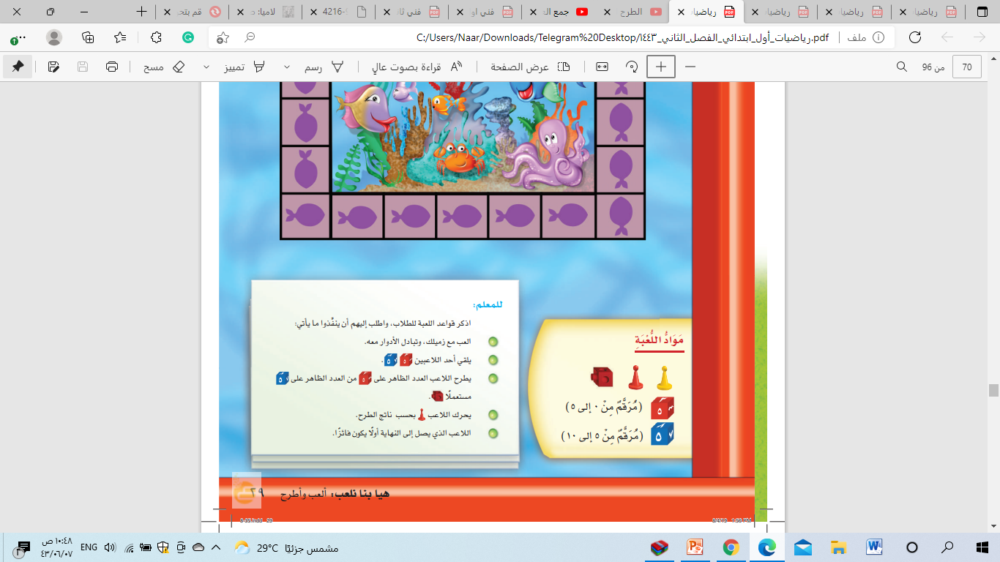 رياضيا
رياضيا
رياضيا
رياضيا
الطرح
جمع الع
فني او
فني ثان
4216-9
لاميا: د
قم بتحـ
ملف
C:/Users/Naar/Downloads/Telegram%20Desktop/رياضيات_أول_ابتدائي_الفصل_الثاني_١٤٤٣.pdf
70
من 96
عرض الصفحة
قراءة بصوت عالٍ
رسم
تمييز
مسح
للمعلم:
اذكر قواعد اللعبة للطلاب، واطلب إليهم أن ينفِّذوا ما يأتي:
العب مع زميلك، وتبادل الأدوار معه.
يلقي أحد اللاعبين ٥ ٥ .
يطرح اللاعب العدد الظاهر على ٥ من العدد الظاهر على ٥
مستعملًا .
يحرك اللاعب بحسب ناتج الطرح.
اللاعب الذي يصل إلى النهاية أولًا يكون فائزًا.
مَوَادُّ اللُّعْبَةِ
٥ (مُرَقَّمٌ مِنْ ٠ إلى ٥)
٥ (مُرَقَّمٌ مِنْ ٥ إلى ١٠)
هيا بنا نلعب: ألعب وأطرح ٢٩
مشمس جزئيًا 29°C
ENG
١٠:٤٨ ص
٤٣/٠٦/٠٧